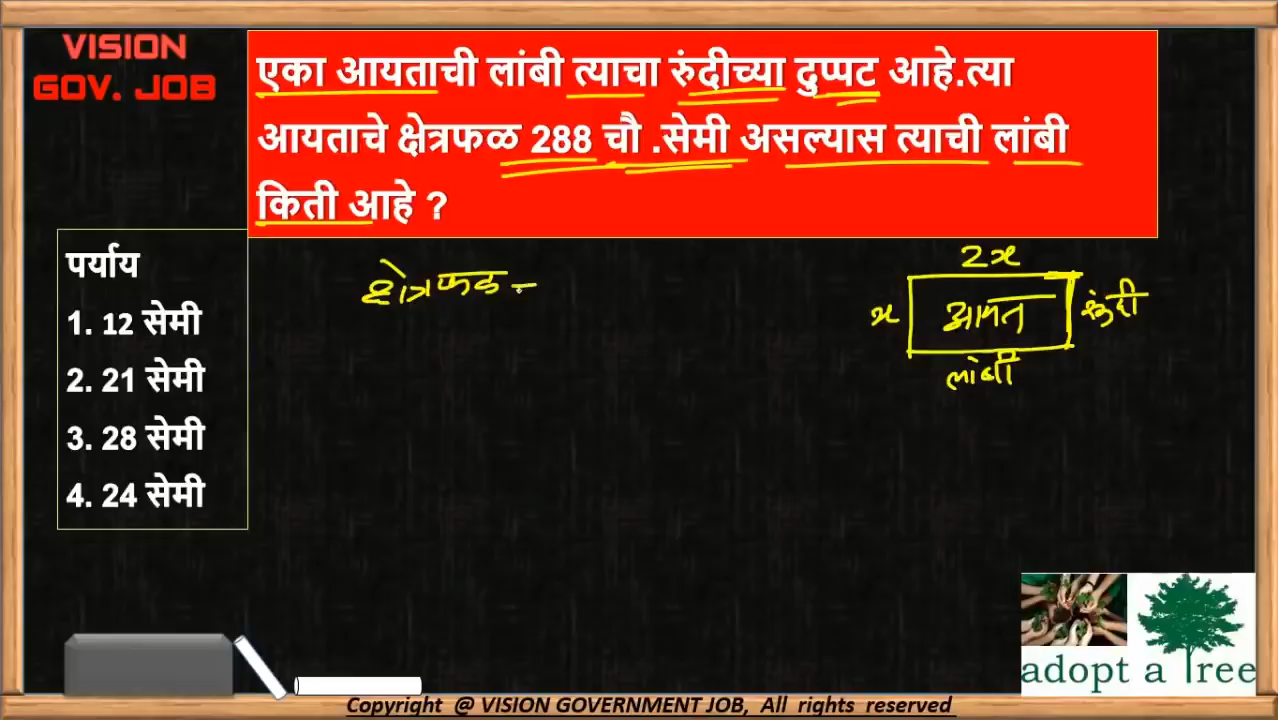 VISION
GOV. JOB
एका आयताची लांबी त्याचा रुंदीच्या दुप्पट आहे.त्या
आयताचे क्षेत्रफळ 288 चौ .सेमी असल्यास त्याची लांबी
किती आहे ?
पर्याय
1. 12 सेमी
2. 21 सेमी
3. 28 सेमी
4. 24 सेमी
क्षेत्रफळ =
2x
x
आयत
रुंदी
लांबी
adopt a Tree
Copyright @ VISION GOVERNMENT JOB, All rights reserved